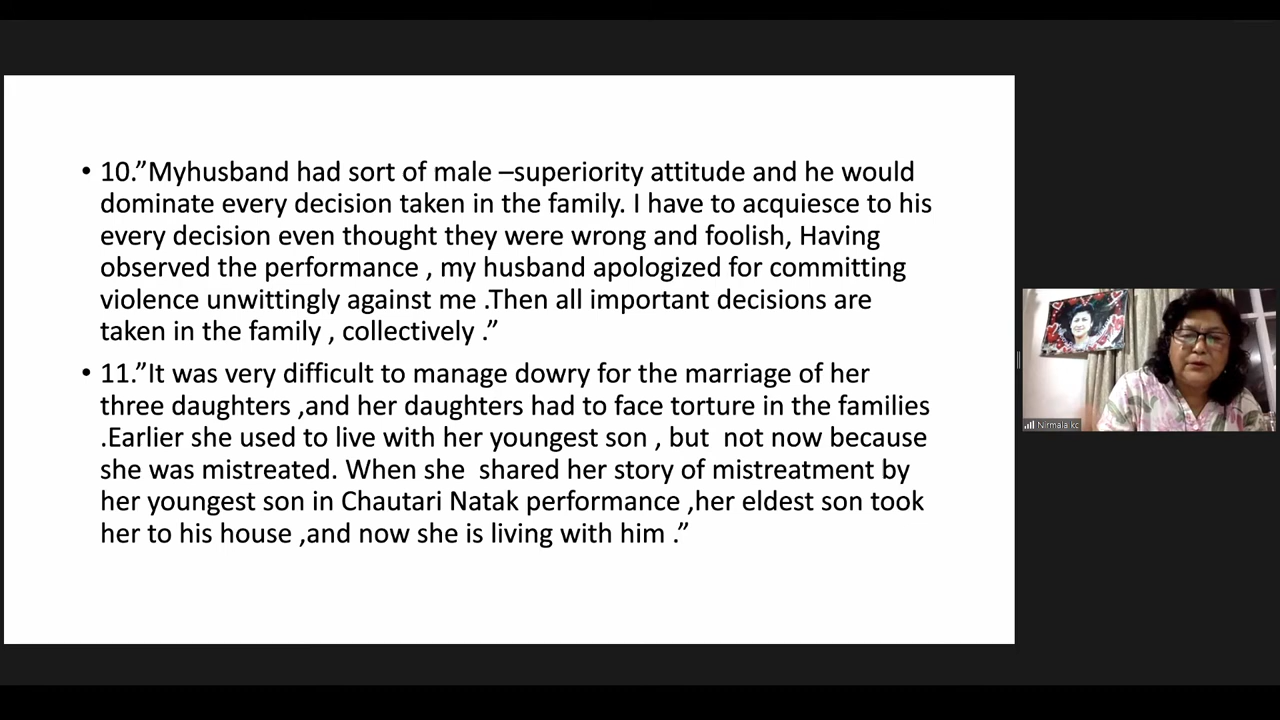 • 10.”Myhusband had sort of male –superiority attitude and he would
dominate every decision taken in the family. I have to acquiesce to his
every decision even thought they were wrong and foolish, Having
observed the performance , my husband apologized for committing
violence unwittingly against me .Then all important decisions are
taken in the family , collectively .”
• 11.”It was very difficult to manage dowry for the marriage of her
three daughters ,and her daughters had to face torture in the families
.Earlier she used to live with her youngest son , but  not now because
she was mistreated. When she  shared her story of mistreatment by
her youngest son in Chautari Natak performance ,her eldest son took
her to his house ,and now she is living with him .”
Nirmala kc